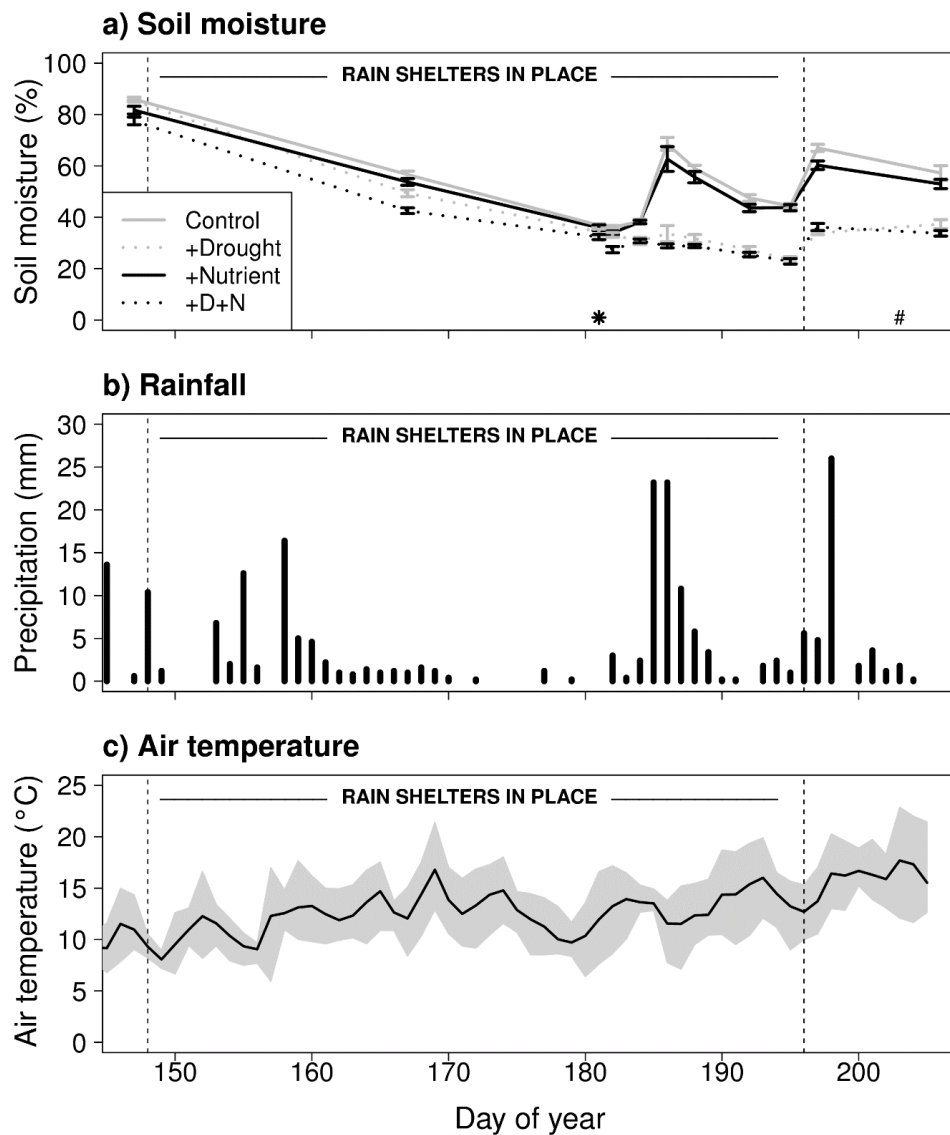 a) Soil moisture
Soil moisture (%)
100
80
60
40
20
0
RAIN SHELTERS IN PLACE
Control
+Drought
+Nutrient
+D+N
*
#
b) Rainfall
Precipitation (mm)
30
25
20
15
10
5
0
RAIN SHELTERS IN PLACE
c) Air temperature
Air temperature (°C)
25
20
15
10
5
0
RAIN SHELTERS IN PLACE
150 160 170 180 190 200
Day of year